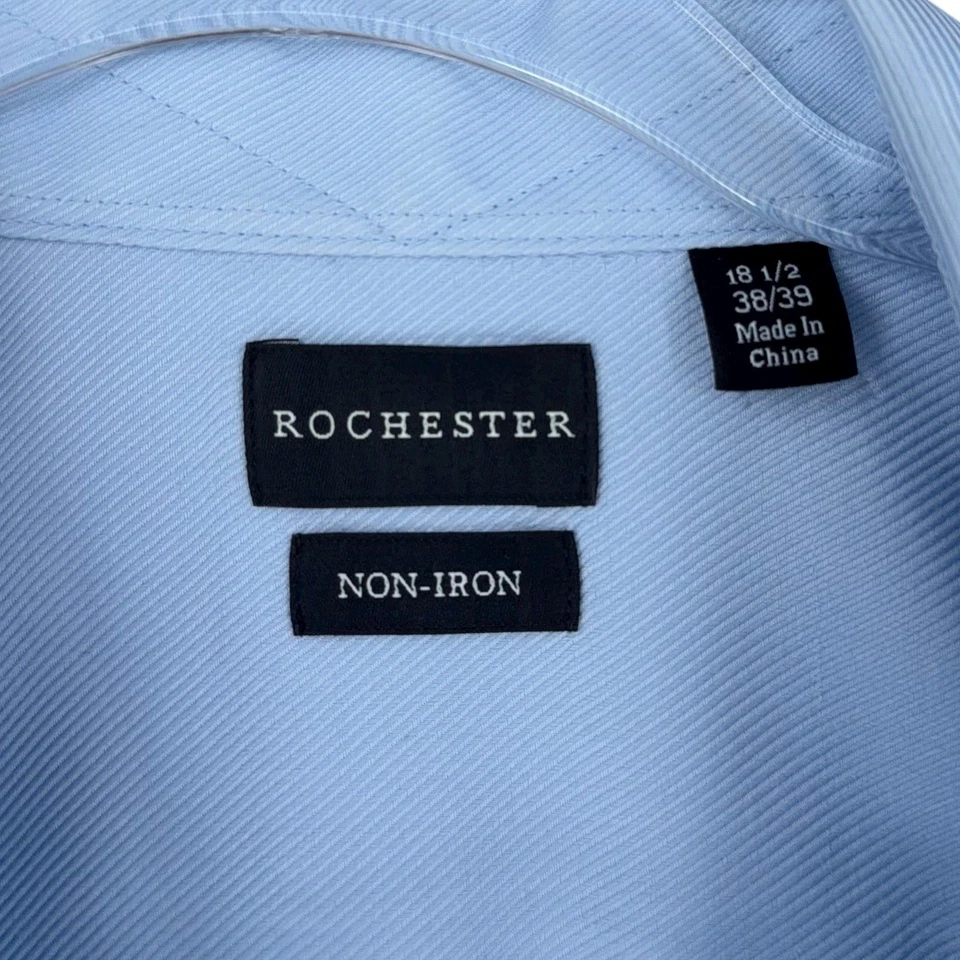 18 1/2
38/39
Made In
China
ROCHESTER
NON-IRON